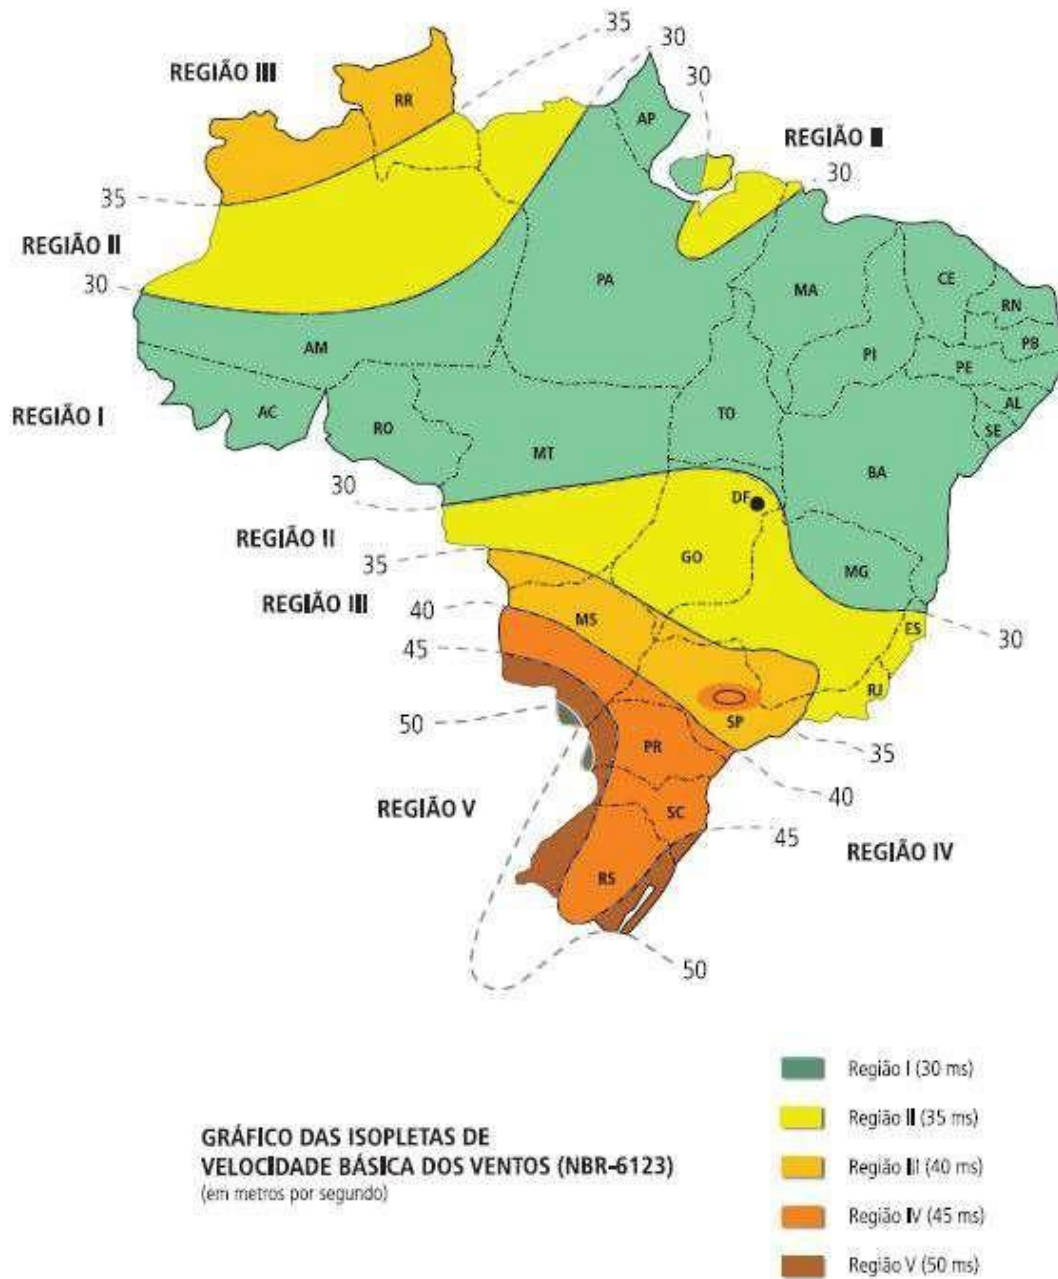 35
30
REGIÃO III
30
RR
AP
REGIÃO II
30
35
REGIÃO II
30
PA
MA
CE
RN
PB
AM
PI
PE
AC
REGIÃO I
RO
TO
AL
SE
MT
BA
30
DF
REGIÃO II
35
GO
MG
REGIÃO III
40
MS
ES
30
45
RJ
50
SP
35
PR
40
REGIÃO V
SC
45
REGIÃO IV
RS
50
Região I (30 ms)
Região II (35 ms)
GRÁFICO DAS ISOPLETAS DE
VELOCIDADE BÁSICA DOS VENTOS (NBR-6123)
(em metros por segundo)
Região III (40 ms)
Região IV (45 ms)
Região V (50 ms)